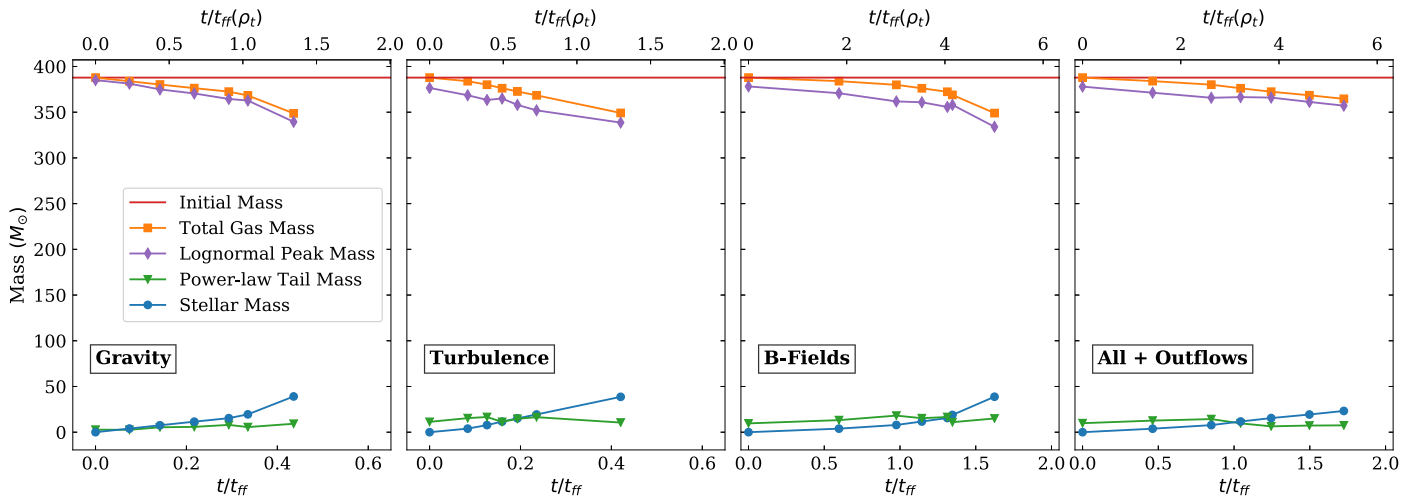 t/t_ff(ρ_t) t/t_ff(ρ_t) t/t_ff(ρ_t) t/t_ff(ρ_t)
0.0 0.5 1.0 1.5 2.0 0.0 0.5 1.0 1.5 2.0 0 2 4 6 0 2 4 6
400
350
300
250
200
150
100
50
0
Mass (M_⊙)
Initial Mass
Total Gas Mass
Lognormal Peak Mass
Power-law Tail Mass
Stellar Mass
Gravity Turbulence B-Fields All + Outflows
0.0 0.2 0.4 0.6 0.0 0.2 0.4 0.6 0.0 0.5 1.0 1.5 2.0 0.0 0.5 1.0 1.5 2.0
t/t_ff t/t_ff t/t_ff t/t_ff